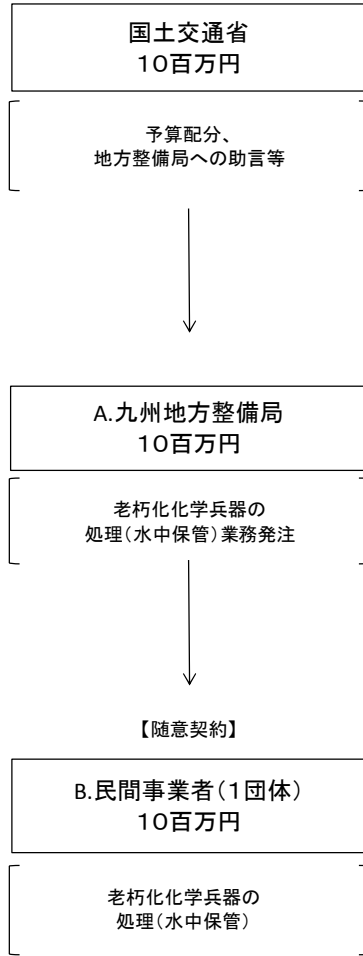 国土交通省
10百万円
予算配分、
地方整備局への助言等
A.九州地方整備局
10百万円
老朽化化学兵器の
処理（水中保管）業務発注
【随意契約】
B.民間事業者（１団体）
10百万円
老朽化化学兵器の
処理（水中保管）